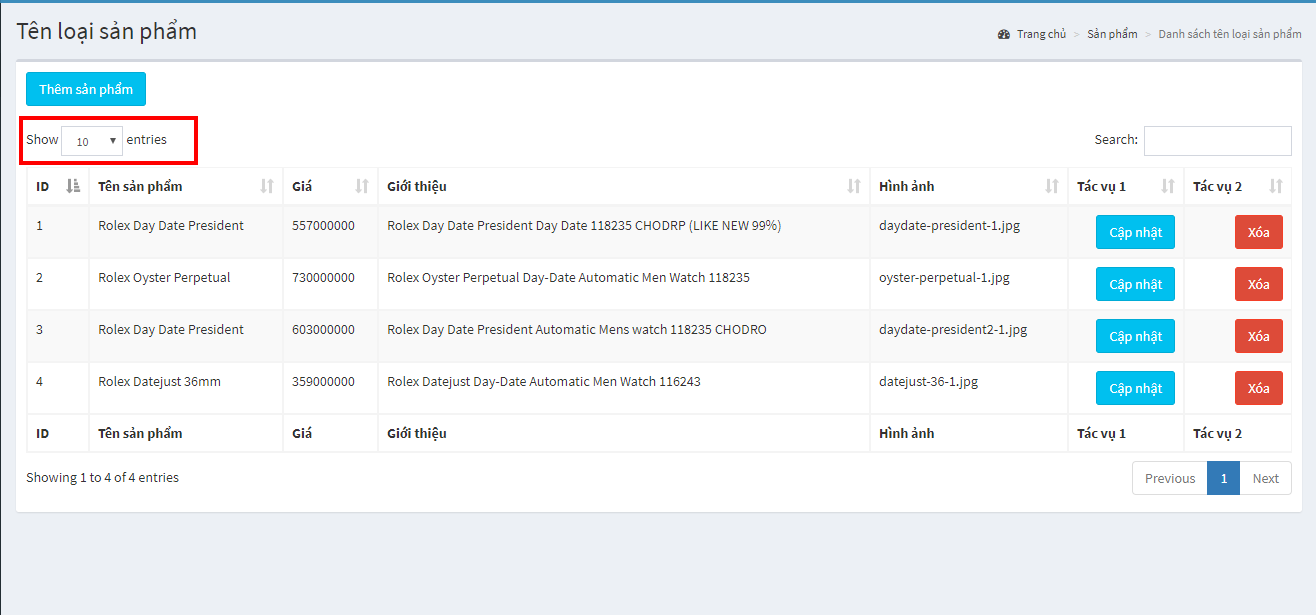 Tên loại sản phẩm
Trang chủ > Sản phẩm > Danh sách tên loại sản phẩm
Thêm sản phẩm
Show 10 entries Search:
ID Tên sản phẩm Giá Giới thiệu Hình ảnh Tác vụ 1 Tác vụ 2
1 Rolex Day Date President 557000000 Rolex Day Date President Day Date 118235 CHODRP (LIKE NEW 99%) daydate-president-1.jpg Cập nhật Xóa
2 Rolex Oyster Perpetual 730000000 Rolex Oyster Perpetual Day-Date Automatic Men Watch 118235 oyster-perpetual-1.jpg Cập nhật Xóa
3 Rolex Day Date President 603000000 Rolex Day Date President Automatic Mens watch 118235 CHODRO daydate-president2-1.jpg Cập nhật Xóa
4 Rolex Datejust 36mm 359000000 Rolex Datejust Day-Date Automatic Men Watch 116243 datejust-36-1.jpg Cập nhật Xóa
ID Tên sản phẩm Giá Giới thiệu Hình ảnh Tác vụ 1 Tác vụ 2
Showing 1 to 4 of 4 entries Previous 1 Next